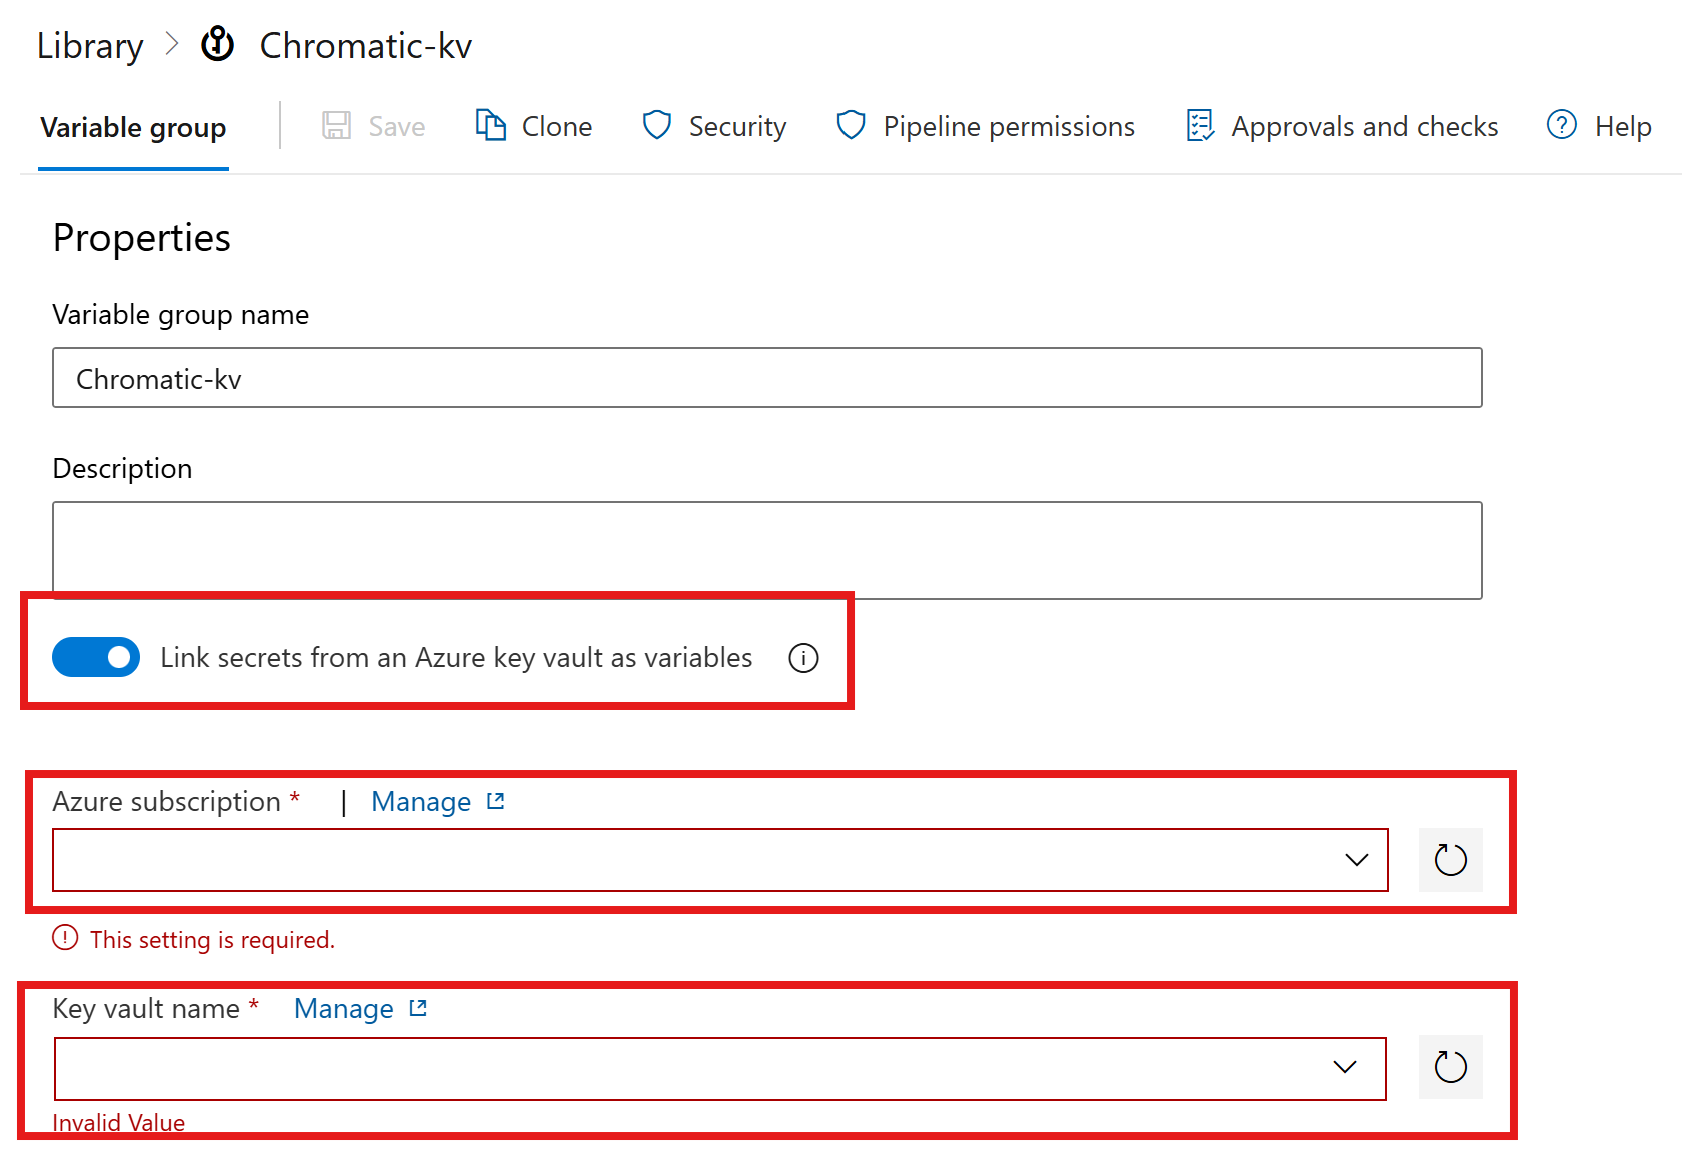 Library > Chromatic-kv
Variable group | Save Clone Security Pipeline permissions Approvals and checks Help
Properties
Variable group name
Chromatic-kv
Description
Link secrets from an Azure key vault as variables
Azure subscription * | Manage
This setting is required.
Key vault name * Manage
Invalid Value